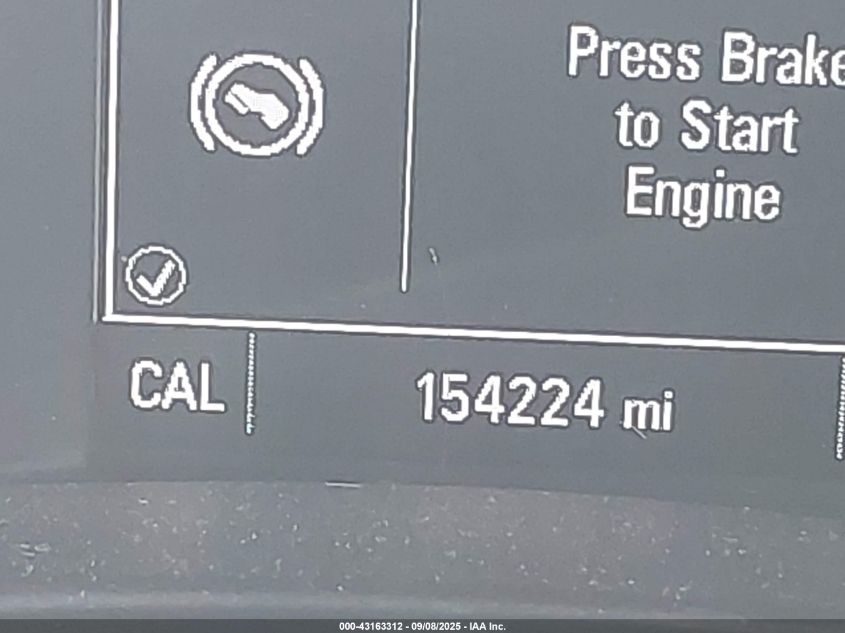 Press Brake
to Start
Engine
CAL
154224 mi
000-43163312 - 09/08/2025 - IAA Inc.